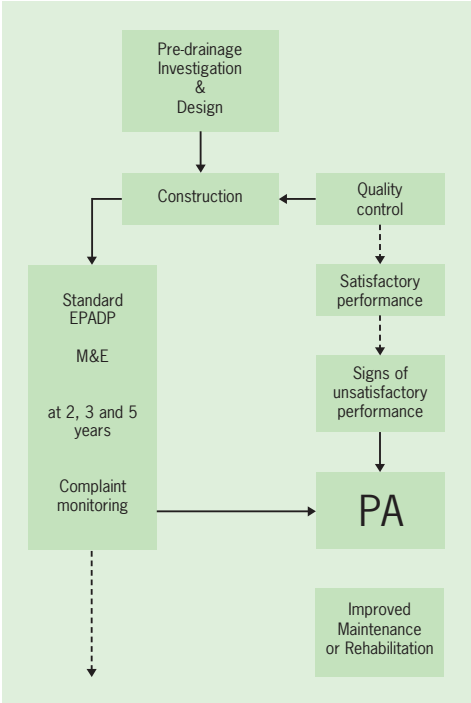 Pre-drainage
Investigation
&
Design
Construction
Quality
control
Standard
EPADP
M&E
at 2, 3 and 5
years
Complaint
monitoring
Satisfactory
performance
Signs of
unsatisfactory
performance
PA
Improved
Maintenance
or Rehabilitation